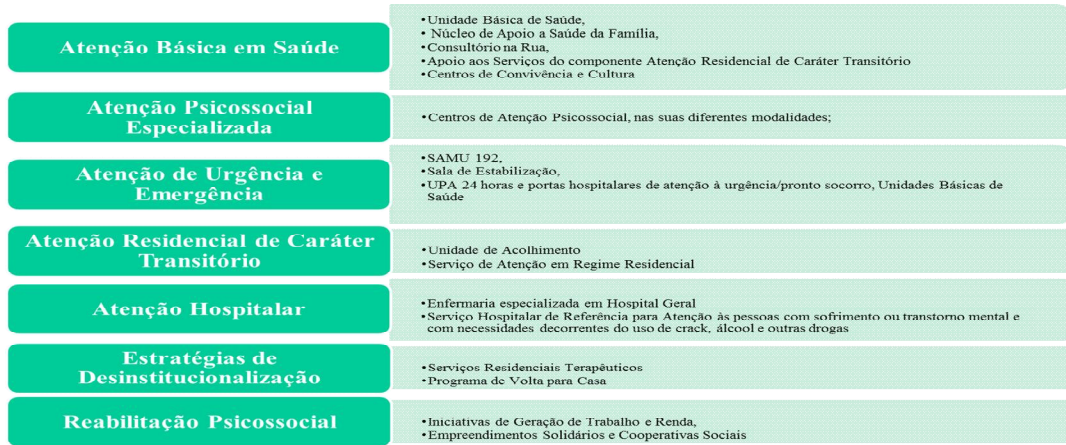 Atenção Básica em Saúde
•Unidade Básica de Saúde,
• Núcleo de Apoio a Saúde da Família,
•Consultório na Rua,
•Apoio aos Serviços do componente Atenção Residencial de Caráter Transitório
•Centros de Convivência e Cultura
Atenção Psicossocial
Especializada
•Centros de Atenção Psicossocial, nas suas diferentes modalidades;
Atenção de Urgência e
Emergência
•SAMU 192,
•Sala de Estabilização,
•UPA 24 horas e portas hospitalares de atenção à urgência/pronto socorro, Unidades Básicas de
Saúde
Atenção Residencial de Caráter
Transitório
•Unidade de Acolhimento
•Serviço de Atenção em Regime Residencial
Atenção Hospitalar
•Enfermaria especializada em Hospital Geral
•Serviço Hospitalar de Referência para Atenção às pessoas com sofrimento ou transtorno mental e
com necessidades decorrentes do uso de crack, álcool e outras drogas
Estratégias de
Desinstitucionalização
•Serviços Residenciais Terapêuticos
•Programa de Volta para Casa
Reabilitação Psicossocial
•Iniciativas de Geração de Trabalho e Renda,
•Empreendimentos Solidários e Cooperativas Sociais